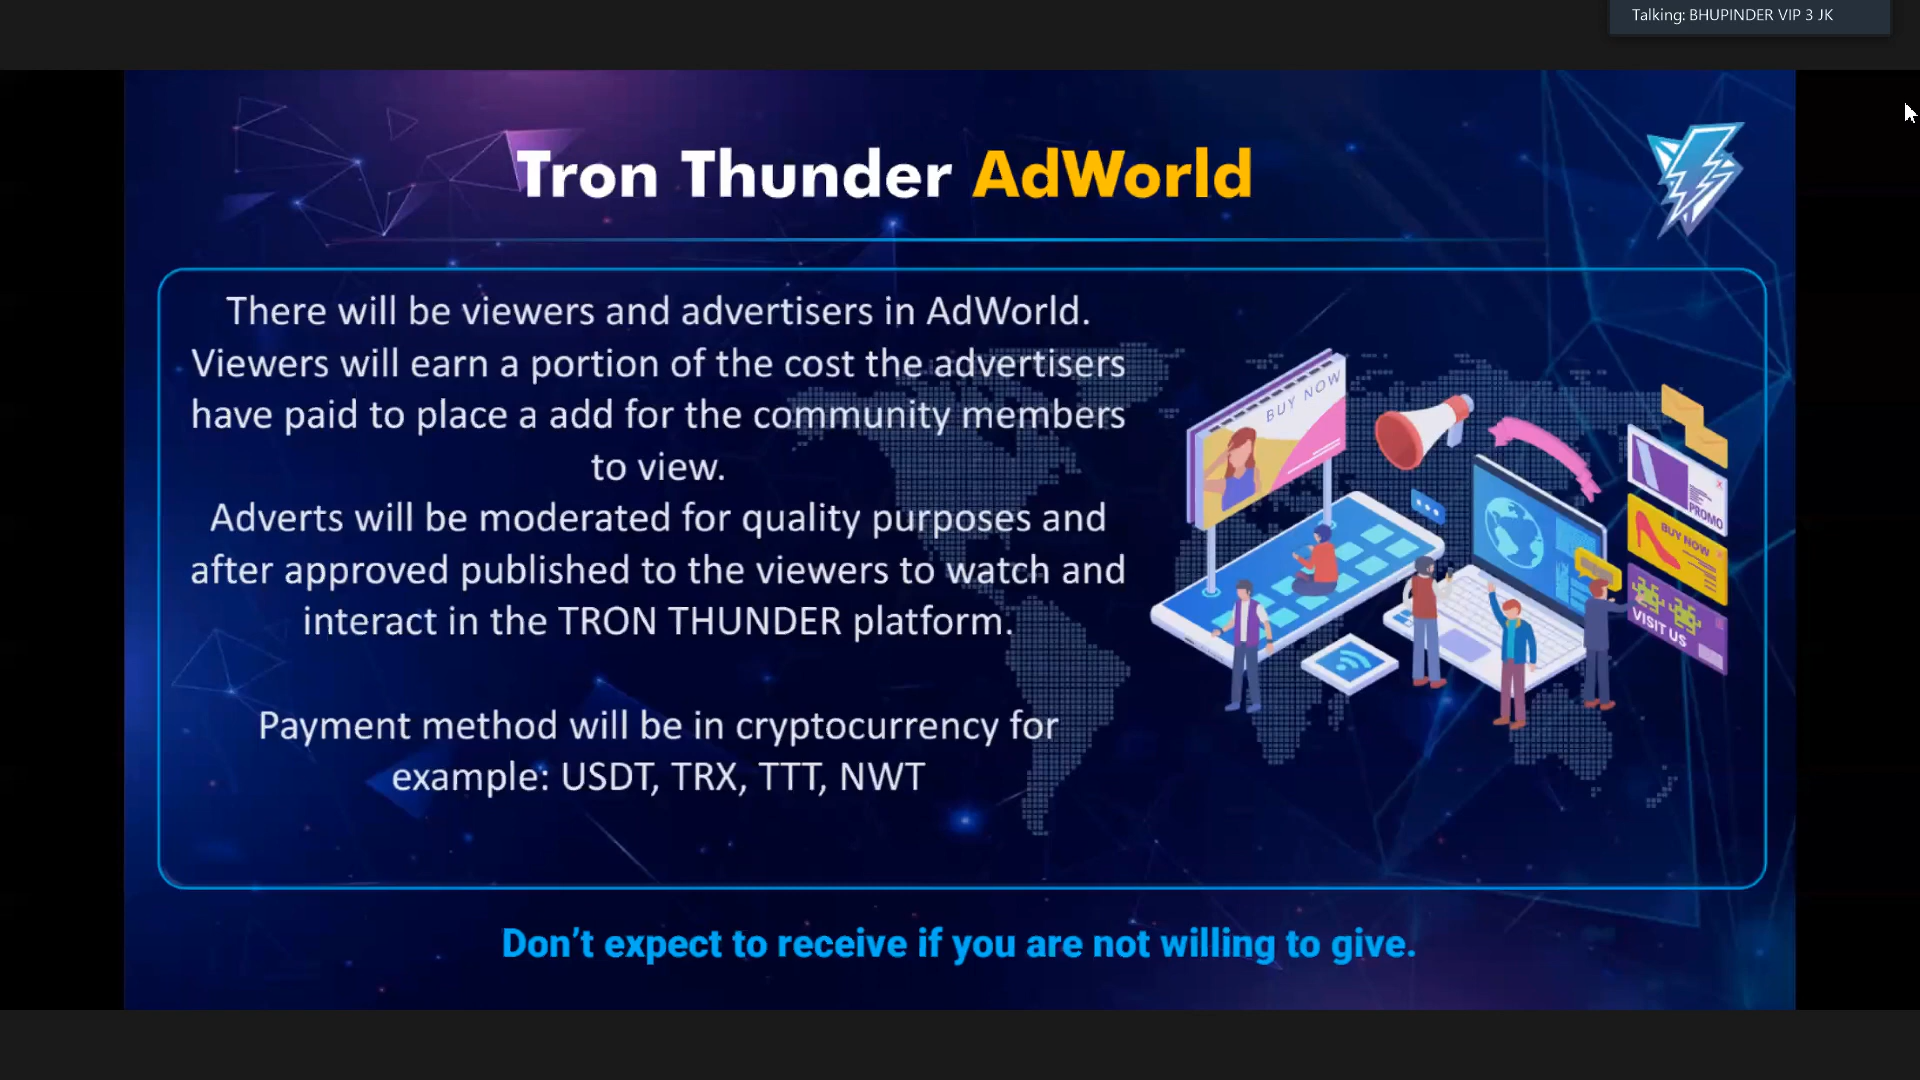 Talking: BHUPINDER VIP 3 JK
Tron Thunder AdWorld
There will be viewers and advertisers in AdWorld.
Viewers will earn a portion of the cost the advertisers
have paid to place a add for the community members
to view.
Adverts will be moderated for quality purposes and
after approved published to the viewers to watch and
interact in the TRON THUNDER platform.
Payment method will be in cryptocurrency for
example: USDT, TRX, TTT, NWT
BUY NOW
PROMO
BUY NOW
VISIT US
Don't expect to receive if you are not willing to give.